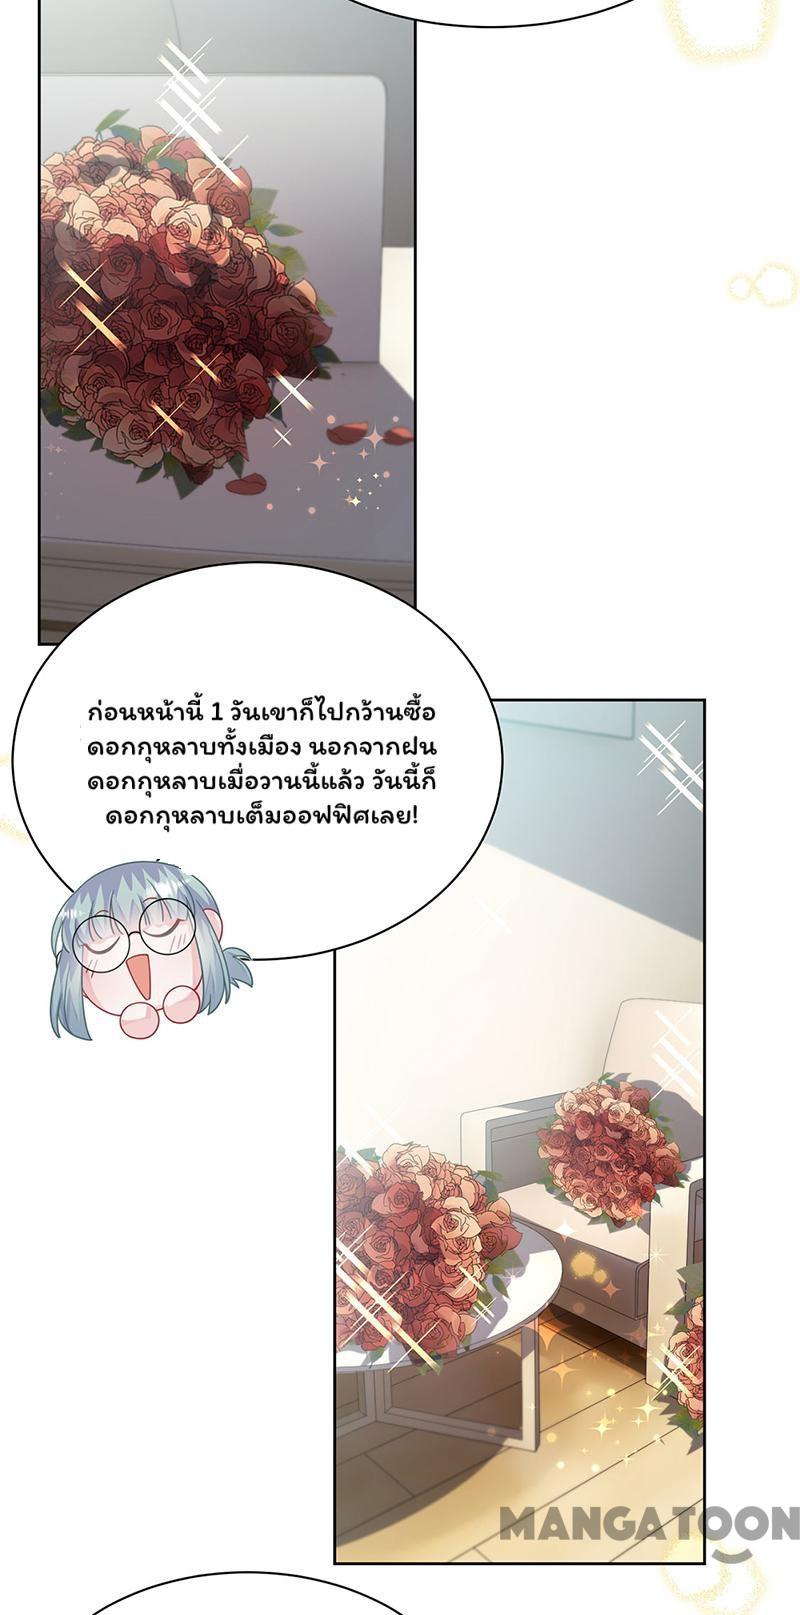 ก่อนหน้านี้ 1 วันเขาก็ไปกว้านซื้อ
ดอกกุหลาบทั้งเมือง นอกจากฝน
ดอกกุหลาบเมื่อวานนี้แล้ว วันนี้ก็
ดอกกุหลาบเต็มออฟฟิศเลย!
MANGATOON